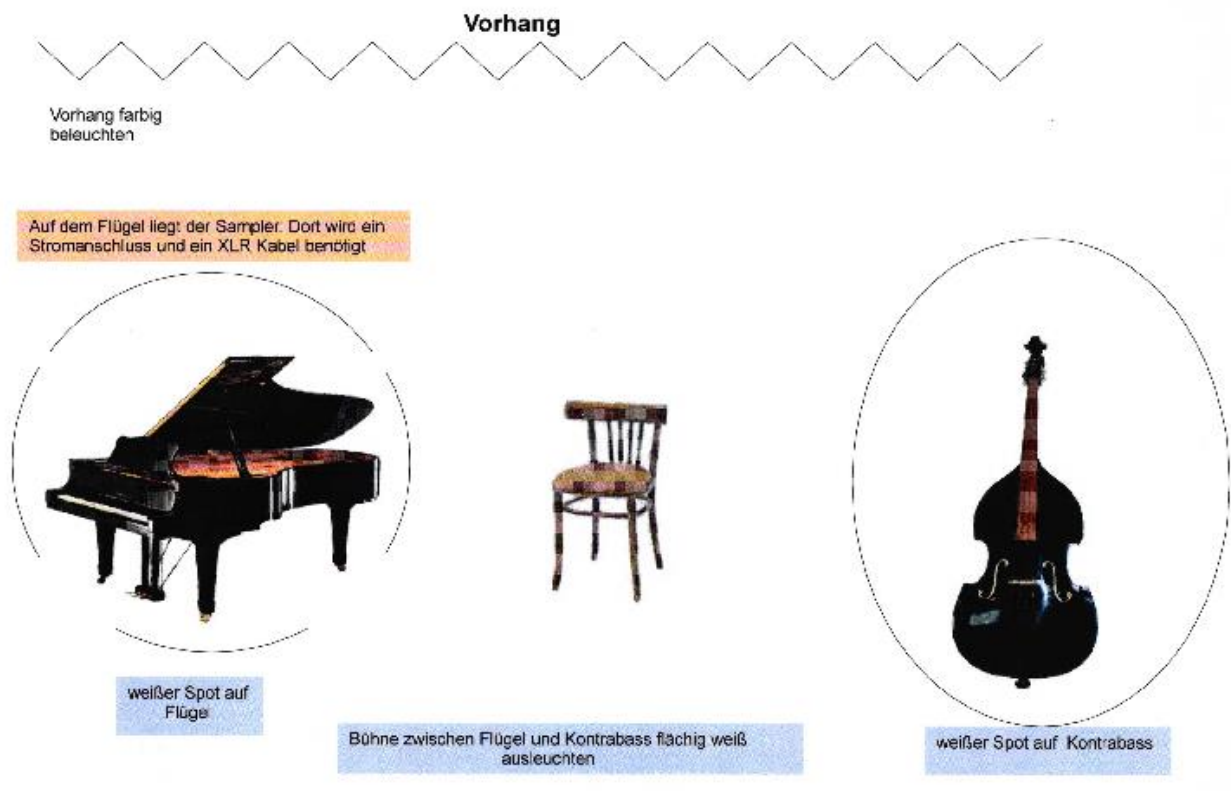 Vorhang
Vorhang farbig
beleuchten
Auf dem Flügel liegt der Sampler. Dort wird ein
Stromanschluss und ein XLR Kabel benötigt
weißer Spot auf
Flügel
Bühne zwischen Flügel und Kontrabass flächig weiß
ausleuchten
weißer Spot auf Kontrabass